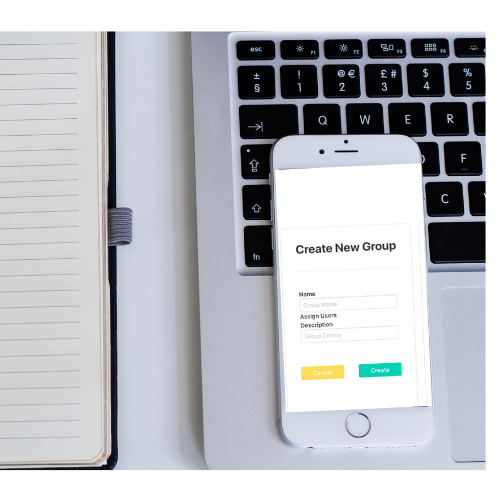 esc
F1
F2
F3
F4
± § ! 1 @ € 2 £ # 3 $ 4 % 5
Q W E R
F
C
fn
Create New Group
Name
Group Name
Assign Users
Description
Group Details
Cancel
Create